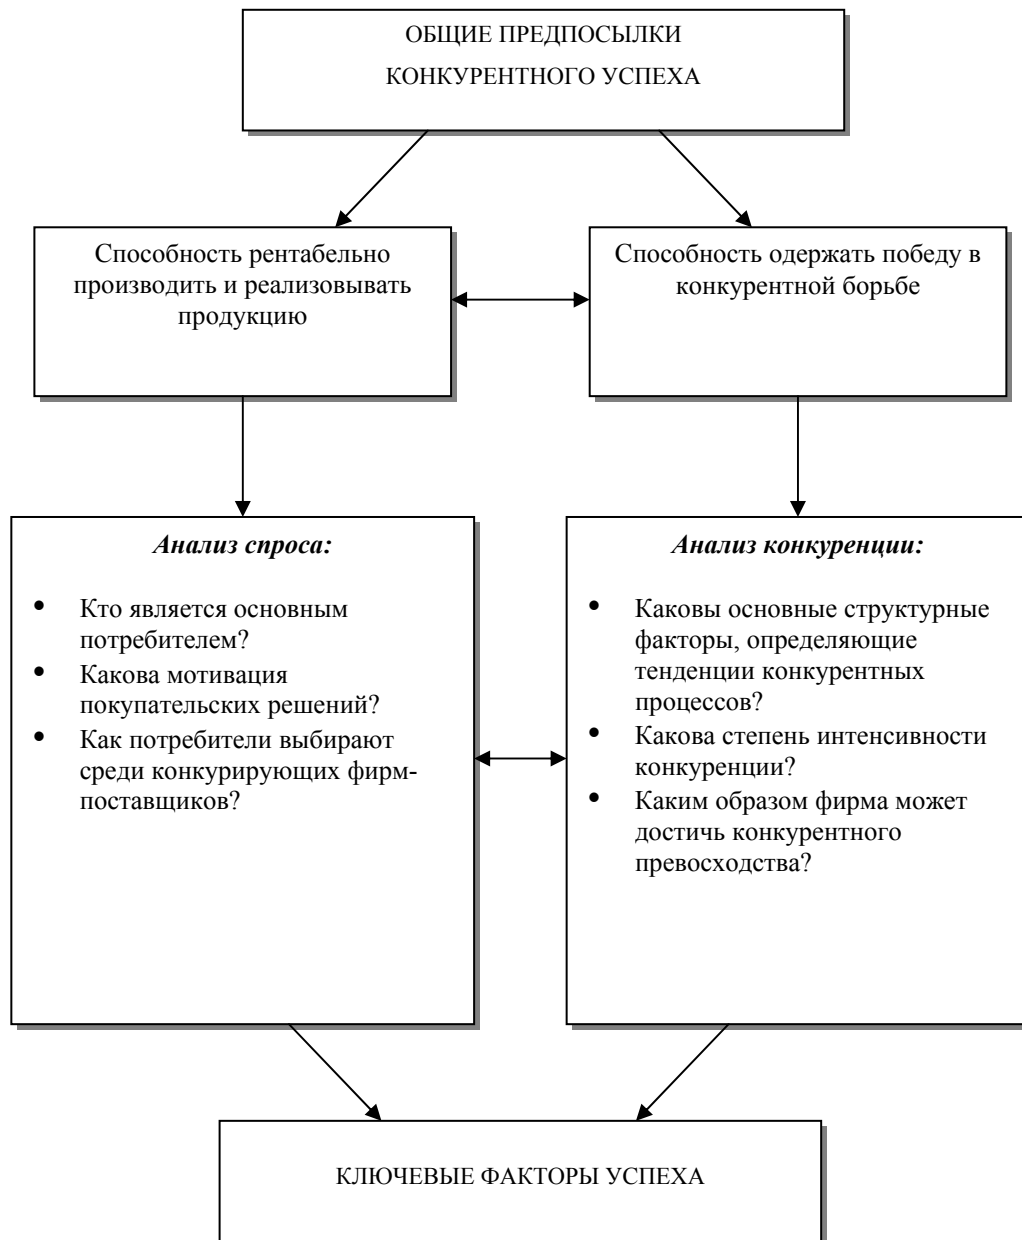 ОБЩИЕ ПРЕДПОСЫЛКИ
КОНКУРЕНТНОГО УСПЕХА
Способность рентабельно
производить и реализовывать
продукцию
Способность одержать победу в
конкурентной борьбе
Анализ спроса:
• Кто является основным
потребителем?
• Какова мотивация
покупательских решений?
• Как потребители выбирают
среди конкурирующих фирм-
поставщиков?
Анализ конкуренции:
• Каковы основные структурные
факторы, определяющие
тенденции конкурентных
процессов?
• Какова степень интенсивности
конкуренции?
• Каким образом фирма может
достичь конкурентного
превосходства?
КЛЮЧЕВЫЕ ФАКТОРЫ УСПЕХА